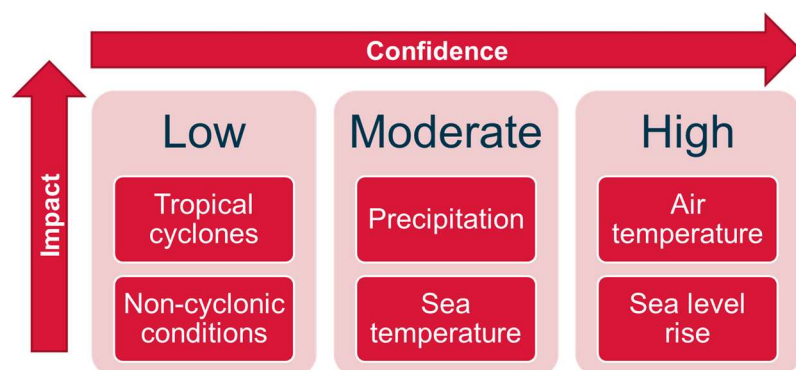 Confidence
Impact
Low
Tropical
cyclones
Non-cyclonic
conditions
Moderate
Precipitation
Sea
temperature
High
Air
temperature
Sea level
rise